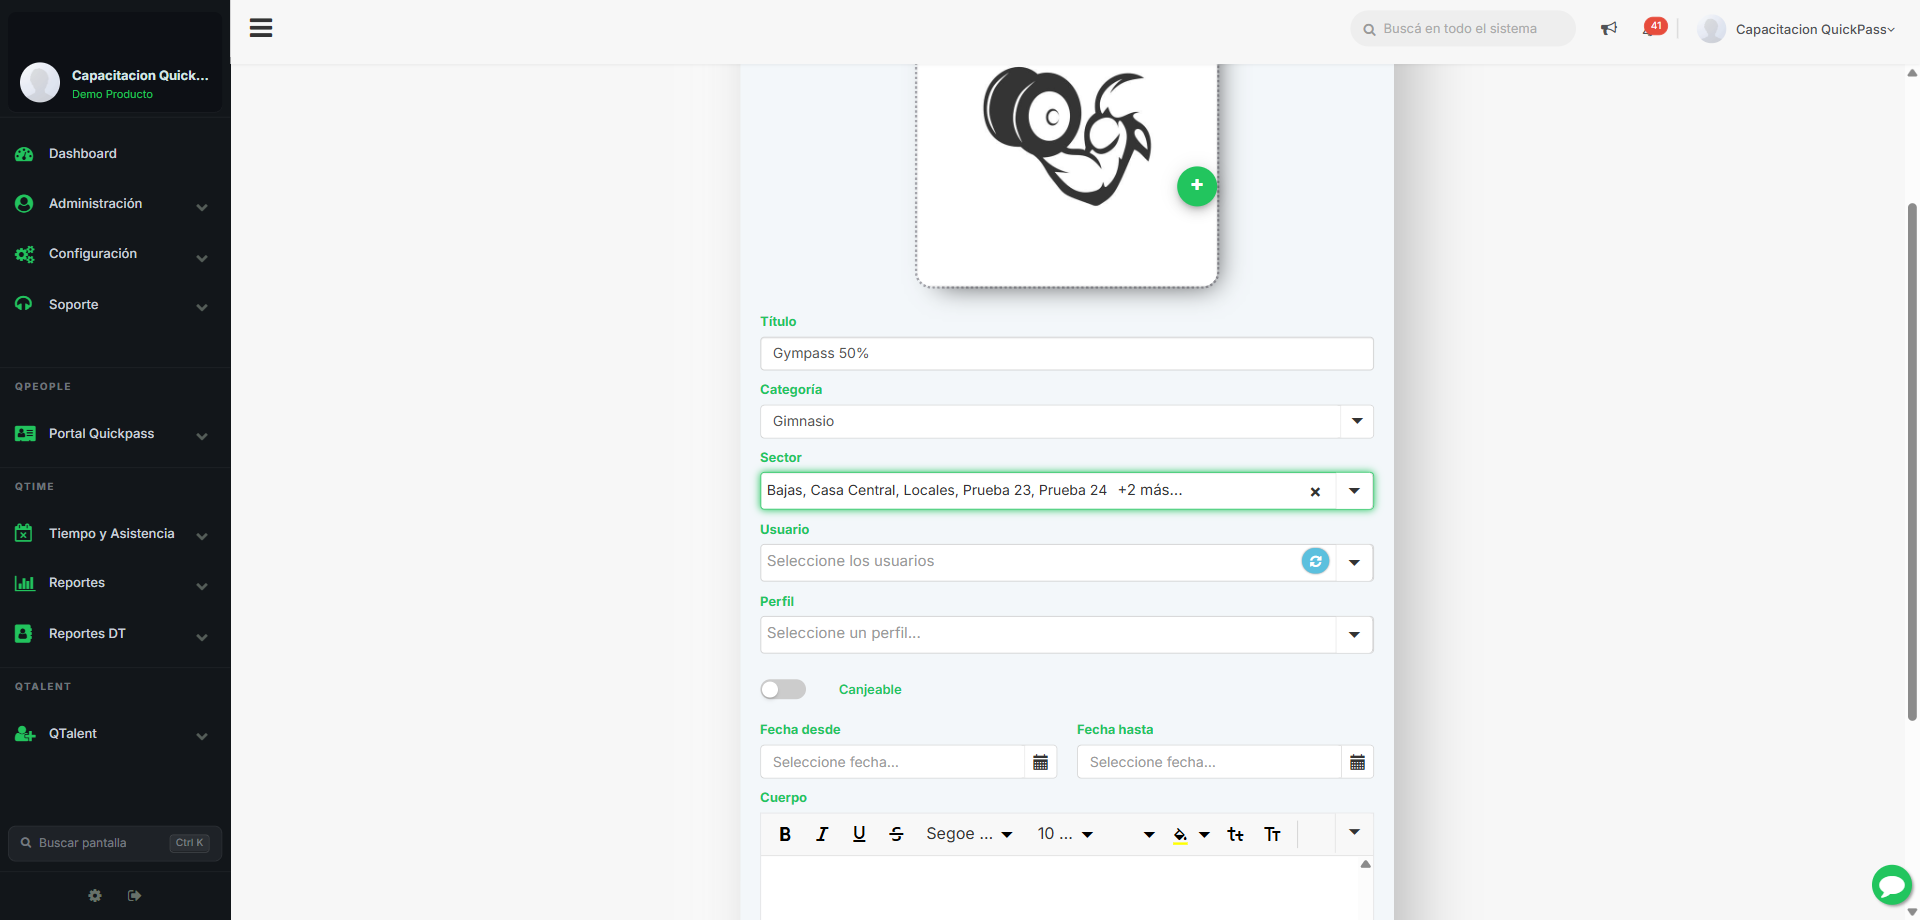 Capacitacion Quick...
Demo Producto
Dashboard
Administración
Configuración
Soporte
QPEOPLE
Portal Quickpass
QTIME
Tiempo y Asistencia
Reportes
Reportes DT
QTALENT
QTalent
Buscar pantalla
Ctrl K
Buscá en todo el sistema
41
Capacitacion QuickPass
Título
Gympass 50%
Categoría
Gimnasio
Sector
Bajas, Casa Central, Locales, Prueba 23, Prueba 24 +2 más...
Usuario
Seleccione los usuarios
Perfil
Seleccione un perfil...
Canjeable
Fecha desde
Fecha hasta
Seleccione fecha...
Seleccione fecha...
Cuerpo
B I U S Segoe ... 10 ...